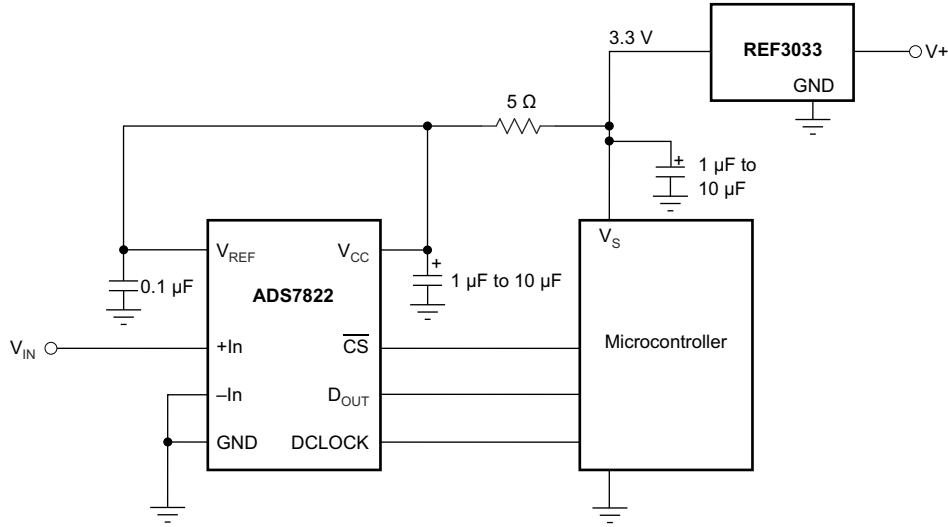 3.3 V
REF3033
V+
GND
5 Ω
1 µF to
10 µF
V_REF
V_CC
V_S
0.1 µF
1 µF to 10 µF
ADS7822
V_IN
+In
C̅S̅
Microcontroller
–In
D_OUT
GND
DCLOCK